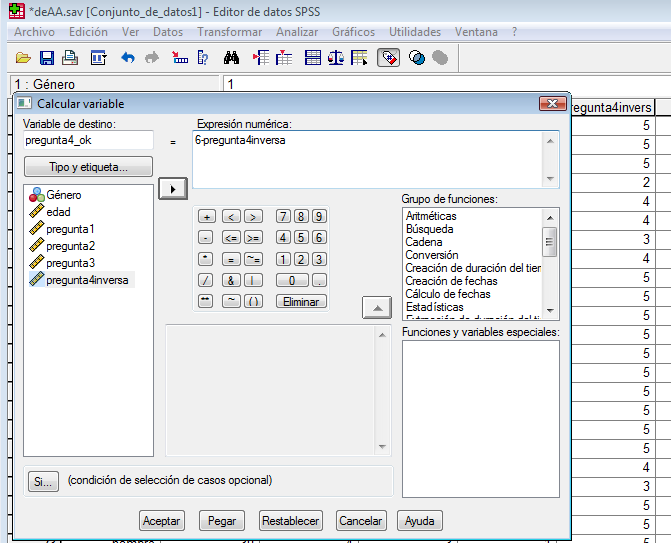 *deAA.sav [Conjunto_de_datos1] - Editor de datos SPSS
Archivo Edición Ver Datos Transformar Analizar Gráficos Utilidades Ventana ?
1 : Género 1
Calcular variable
Variable de destino:
pregunta4_ok
=
Expresión numérica:
6-pregunta4inversa
Tipo y etiqueta...
Género
edad
pregunta1
pregunta2
pregunta3
pregunta4inversa
+ < > 7 8 9
- <= >= 4 5 6
* = ~= 1 2 3
/ & | 0 .
** ~ ( ) Eliminar
Grupo de funciones:
Aritméticas
Búsqueda
Cadena
Conversión
Creación de duración del tier
Creación de fechas
Cálculo de fechas
Estadísticas
Funciones y variables especiales:
Si... (condición de selección de casos opcional)
Aceptar Pegar Restablecer Cancelar Ayuda
regunta4invers
5
5
5
2
4
4
3
4
5
5
5
5
5
5
5
5
5
5
4
3
5
5